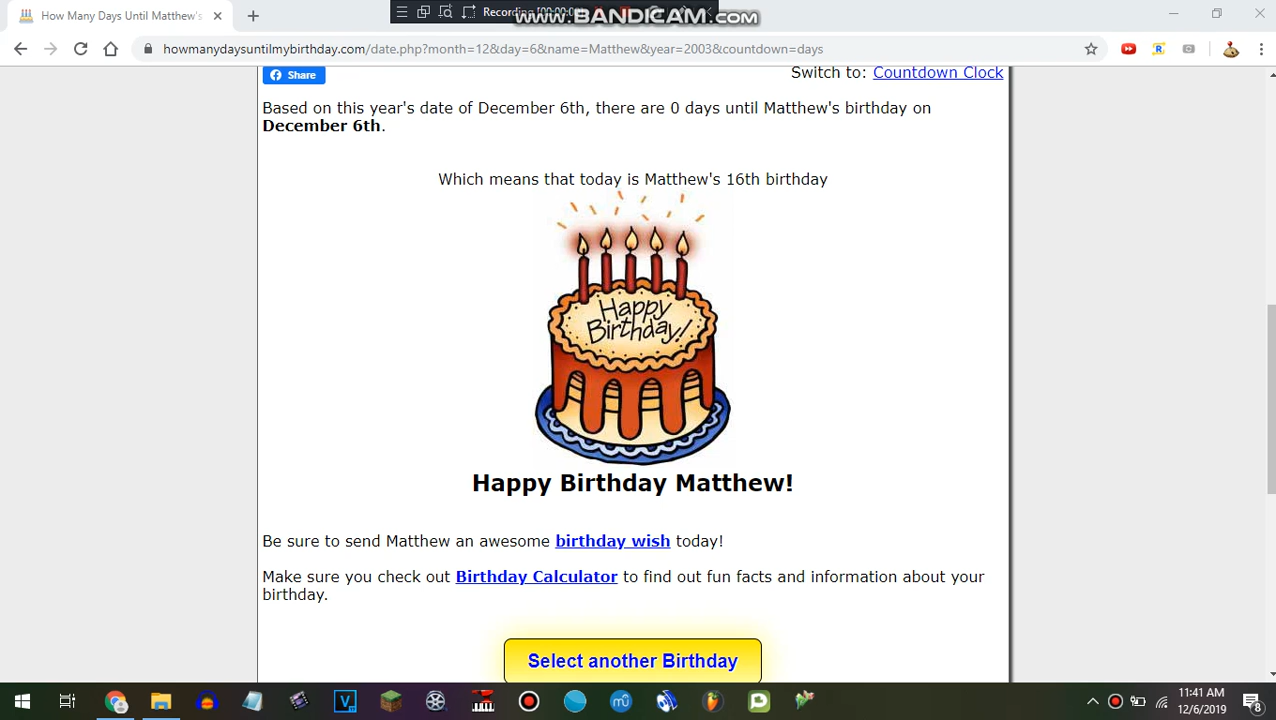 How Many Days Until Matthew's
Recording
WWW.BANDICAM.COM
howmanydaysuntilmybirthday.com/date.php?month=12&day=6&name=Matthew&year=2003&countdown=days
Share
Switch to: Countdown Clock
Based on this year's date of December 6th, there are 0 days until Matthew's birthday on
December 6th.
Which means that today is Matthew's 16th birthday
Happy
Birthday!
Happy Birthday Matthew!
Be sure to send Matthew an awesome birthday wish today!
Make sure you check out Birthday Calculator to find out fun facts and information about your
birthday.
Select another Birthday
11:41 AM
12/6/2019
8